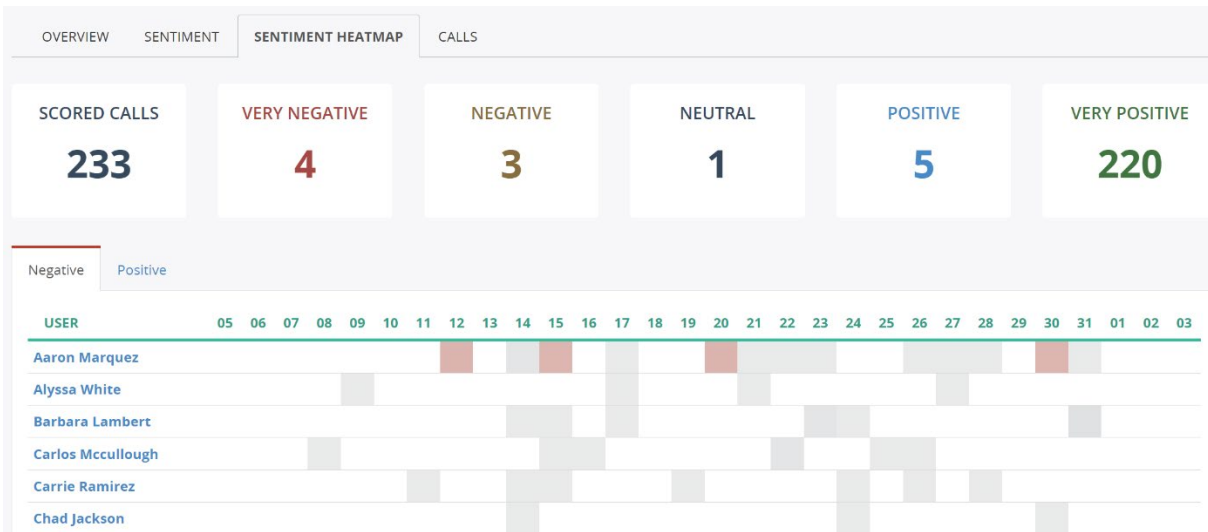 OVERVIEW SENTIMENT SENTIMENT HEATMAP CALLS
SCORED CALLS VERY NEGATIVE NEGATIVE NEUTRAL POSITIVE VERY POSITIVE
233 4 3 1 5 220
Negative Positive
USER 05 06 07 08 09 10 11 12 13 14 15 16 17 18 19 20 21 22 23 24 25 26 27 28 29 30 31 01 02 03
Aaron Marquez
Alyssa White
Barbara Lambert
Carlos Mccullough
Carrie Ramirez
Chad Jackson